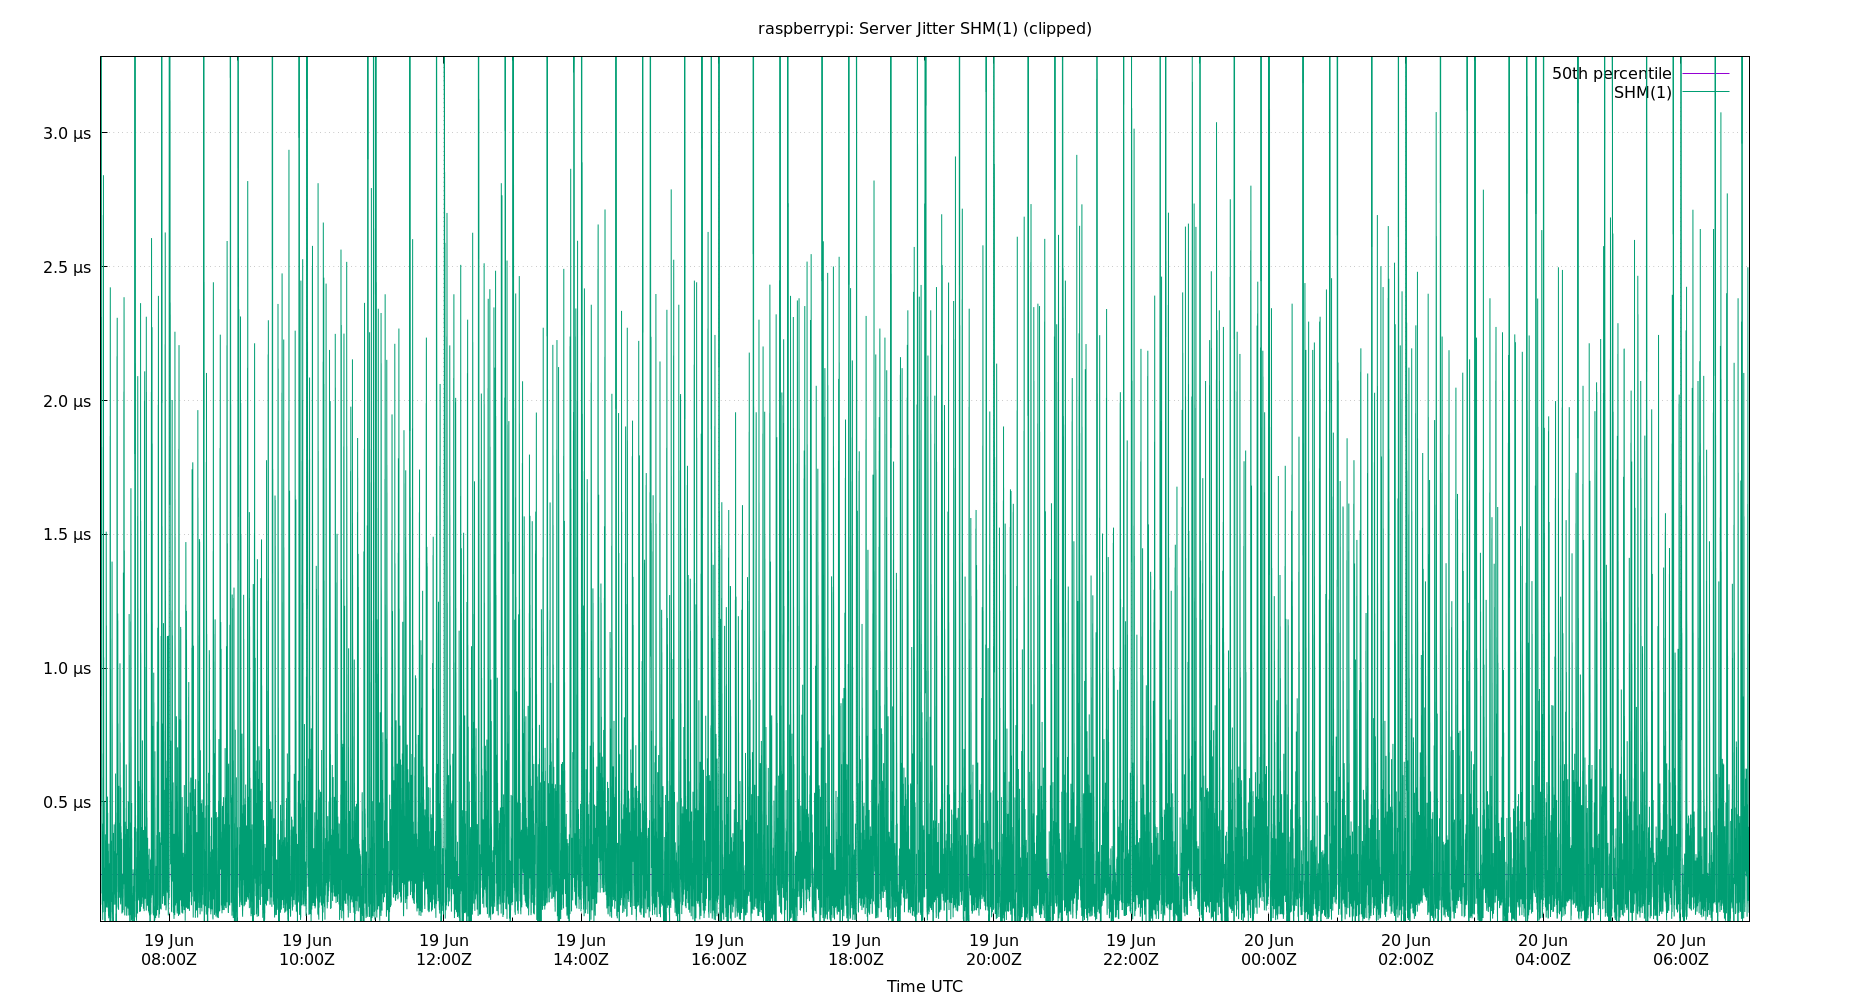 raspberrypi: Server Jitter SHM(1) (clipped)
50th percentile
SHM(1)
3.0 µs
2.5 µs
2.0 µs
1.5 µs
1.0 µs
0.5 µs
19 Jun 19 Jun 19 Jun 19 Jun 19 Jun 19 Jun 19 Jun 19 Jun 20 Jun 20 Jun 20 Jun 20 Jun
08:00Z 10:00Z 12:00Z 14:00Z 16:00Z 18:00Z 20:00Z 22:00Z 00:00Z 02:00Z 04:00Z 06:00Z
Time UTC